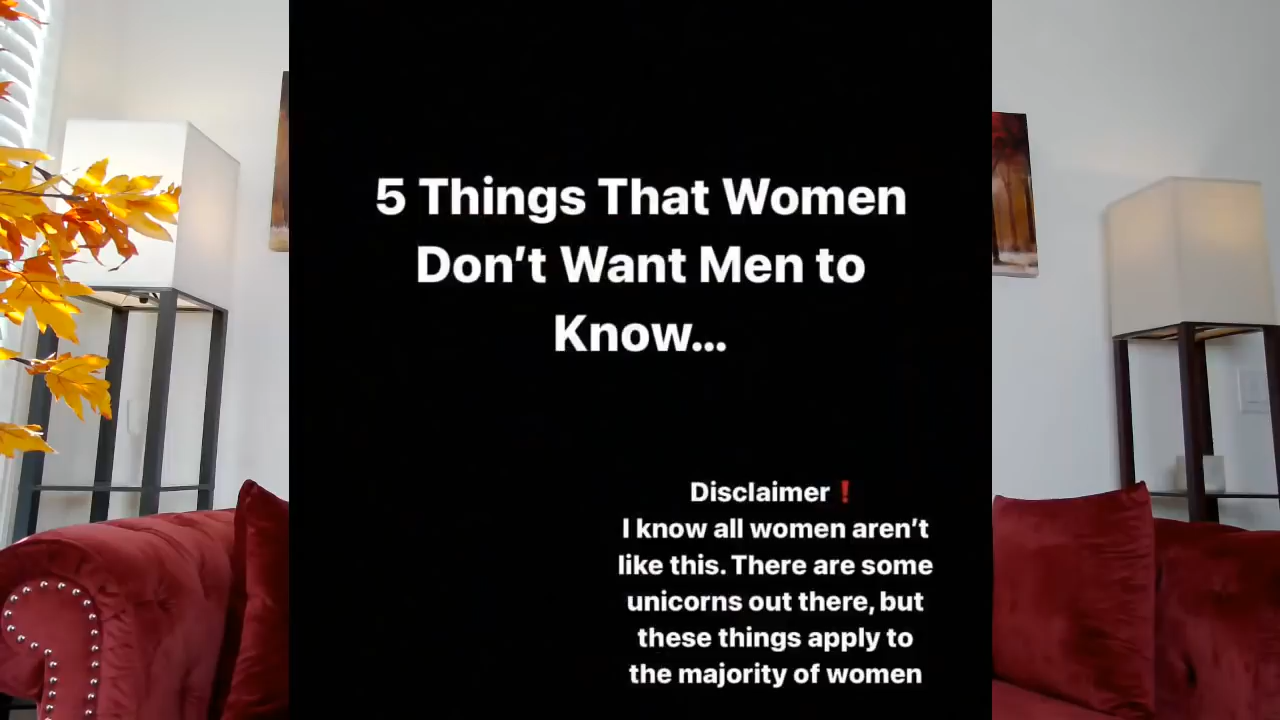 5 Things That Women
Don’t Want Men to
Know...
Disclaimer❗
I know all women aren’t
like this. There are some
unicorns out there, but
these things apply to
the majority of women